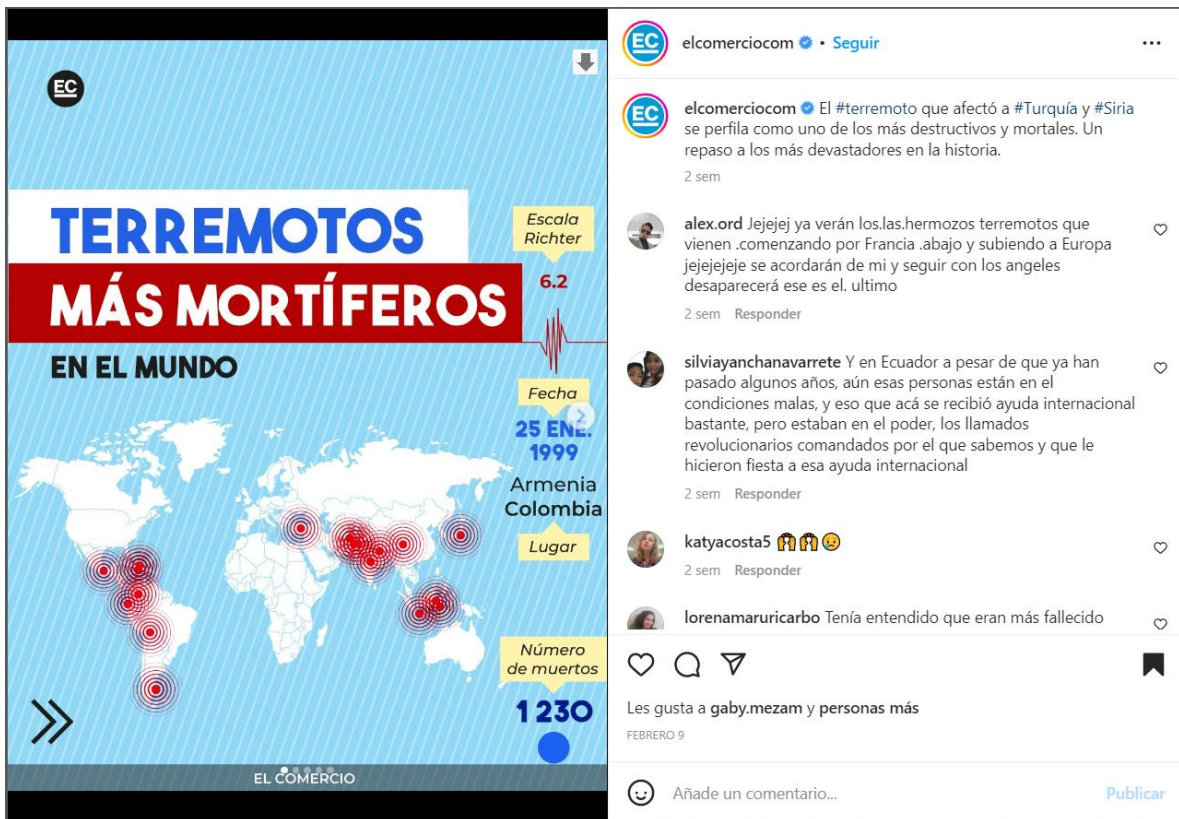 EC
TERREMOTOS
MÁS MORTÍFEROS
EN EL MUNDO
Escala
Richter
6.2
Fecha
25 ENE.
1999
Armenia
Colombia
Lugar
Número
de muertos
1 230
EL COMERCIO
EC elcomerciocom • Seguir
EC elcomerciocom El #terremoto que afectó a #Turquía y #Siria
se perfila como uno de los más destructivos y mortales. Un
repaso a los más devastadores en la historia.
2 sem
alex.ord Jejejej ya verán los.las.hermozos terremotos que
vienen .comenzando por Francia .abajo y subiendo a Europa
jejejejeje se acordarán de mi y seguir con los angeles
desaparecerá ese es el. ultimo
2 sem Responder
silviayanchanavarrete Y en Ecuador a pesar de que ya han
pasado algunos años, aún esas personas están en el
condiciones malas, y eso que acá se recibió ayuda internacional
bastante, pero estaban en el poder, los llamados
revolucionarios comandados por el que sabemos y que le
hicieron fiesta a esa ayuda internacional
2 sem Responder
katyacosta5 🙌🙌😥
2 sem Responder
lorenamaruricarbo Tenía entendido que eran más fallecido
Les gusta a gaby.mezam y personas más
FEBRERO 9
Añade un comentario... Publicar